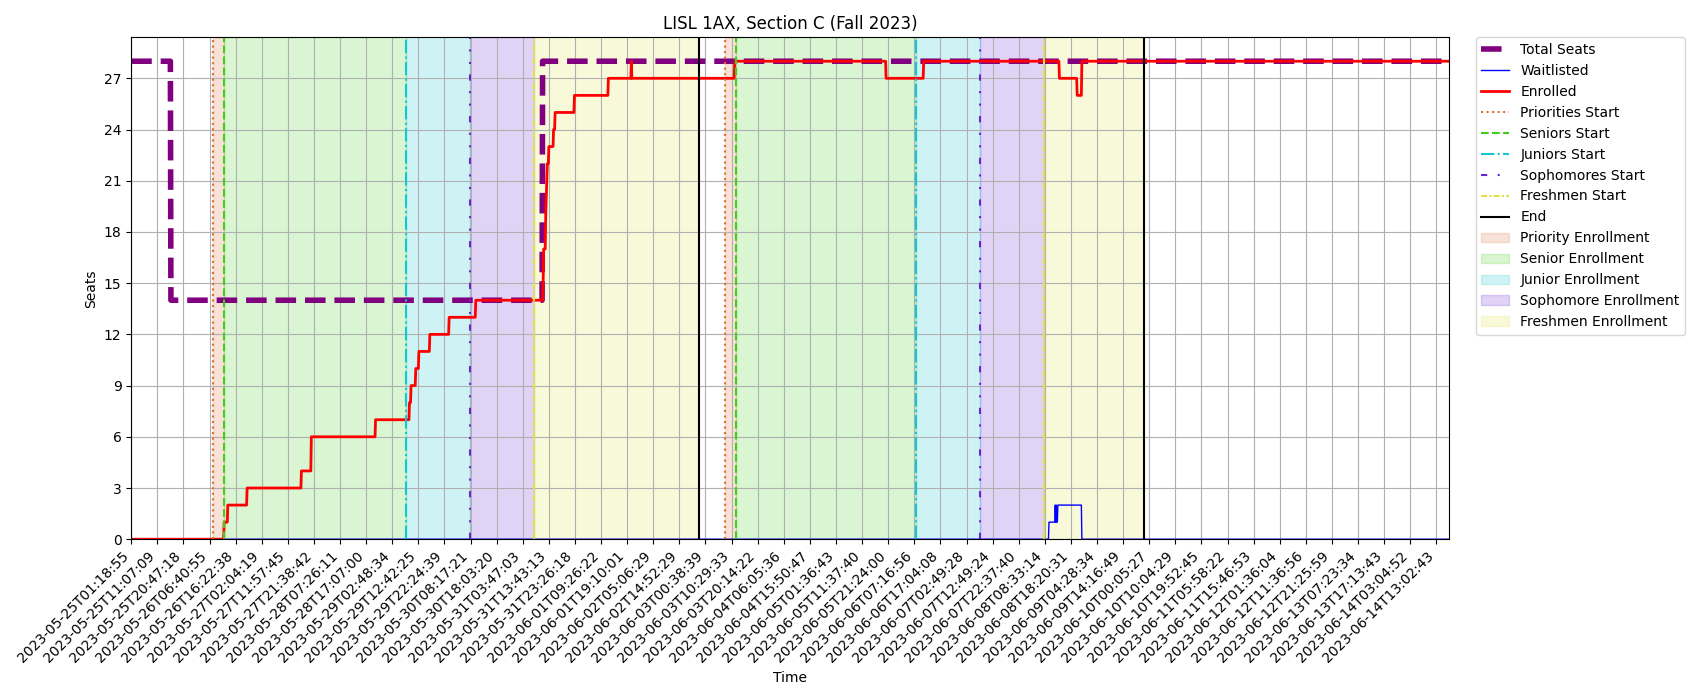 LISL 1AX, Section C (Fall 2023)
Seats
27
24
21
18
15
12
9
6
3
0
2023-05-25T01:18:55
2023-05-25T11:07:09
2023-05-25T20:47:18
2023-05-26T06:40:55
2023-05-26T16:22:38
2023-05-27T02:04:19
2023-05-27T11:57:45
2023-05-27T21:38:42
2023-05-28T07:26:11
2023-05-28T17:07:00
2023-05-29T02:48:34
2023-05-29T12:42:25
2023-05-29T22:24:39
2023-05-30T08:17:21
2023-05-30T18:03:20
2023-05-31T03:47:03
2023-05-31T13:43:13
2023-05-31T23:26:18
2023-06-01T09:26:22
2023-06-01T19:10:01
2023-06-02T05:06:29
2023-06-02T14:52:29
2023-06-03T00:38:39
2023-06-03T10:29:33
2023-06-03T20:14:22
2023-06-04T06:05:36
2023-06-04T15:50:47
2023-06-05T01:36:43
2023-06-05T11:37:40
2023-06-05T21:24:00
2023-06-06T07:16:56
2023-06-06T17:04:08
2023-06-07T02:49:28
2023-06-07T12:49:24
2023-06-07T22:37:40
2023-06-08T08:33:14
2023-06-08T18:20:31
2023-06-09T04:28:34
2023-06-09T14:16:49
2023-06-10T00:05:27
2023-06-10T10:04:29
2023-06-10T19:52:45
2023-06-11T05:58:22
2023-06-11T15:46:53
2023-06-12T01:36:04
2023-06-12T11:36:56
2023-06-12T21:25:59
2023-06-13T07:23:34
2023-06-13T17:13:43
2023-06-14T03:04:52
2023-06-14T13:02:43
Time
Total Seats
Waitlisted
Enrolled
Priorities Start
Seniors Start
Juniors Start
Sophomores Start
Freshmen Start
End
Priority Enrollment
Senior Enrollment
Junior Enrollment
Sophomore Enrollment
Freshmen Enrollment